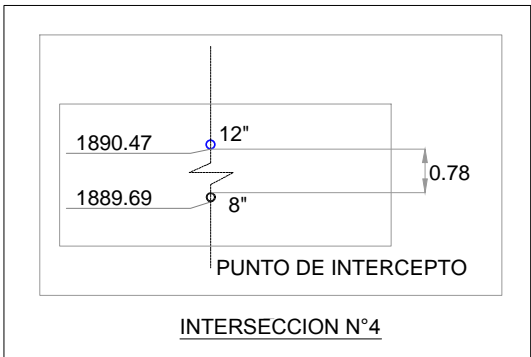 12"
1890.47
0.78
1889.69
8"
PUNTO DE INTERCEPTO
INTERSECCION N°4